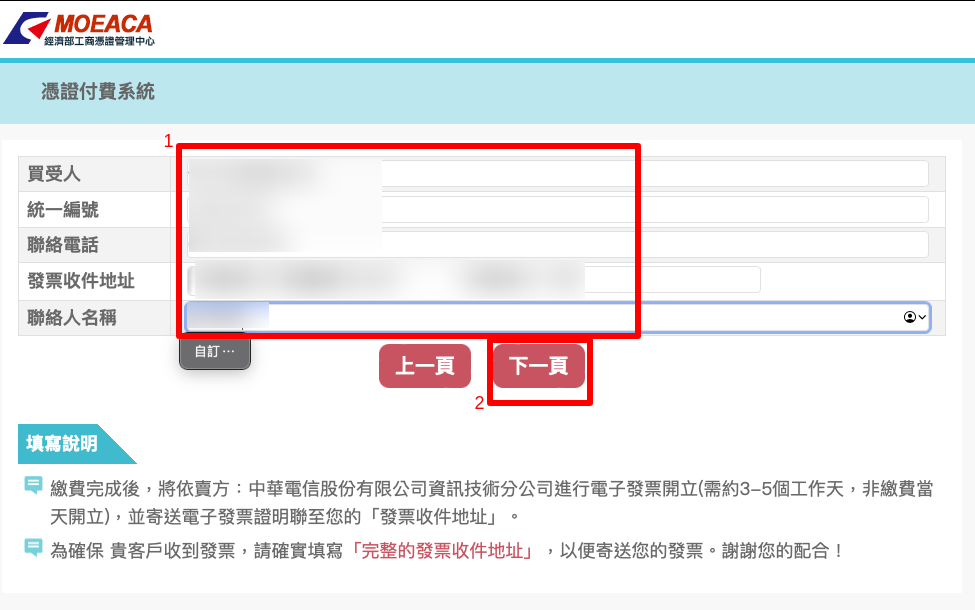 MOEACA
經濟部工商憑證管理中心
憑證付費系統
1
買受人
統一編號
聯絡電話
發票收件地址
聯絡人名稱
自訂…
上一頁
下一頁
2
填寫說明
繳費完成後，將依賣方：中華電信股份有限公司資訊技術分公司進行電子發票開立(需約3-5個工作天，非繳費當
天開立)，並寄送電子發票證明聯至您的「發票收件地址」。
為確保 貴客戶收到發票，請確實填寫「完整的發票收件地址」，以便寄送您的發票。謝謝您的配合！